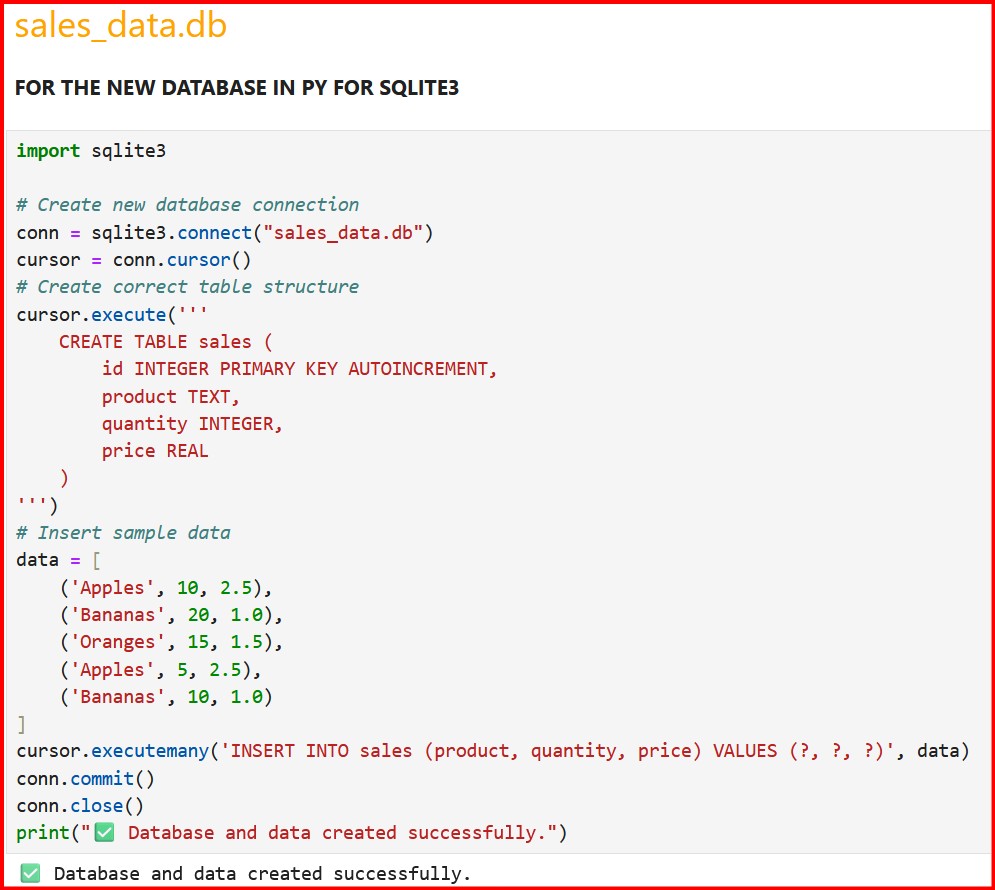 sales_data.db
FOR THE NEW DATABASE IN PY FOR SQLITE3
import sqlite3
# Create new database connection
conn = sqlite3.connect("sales_data.db")
cursor = conn.cursor()
# Create correct table structure
cursor.execute('''
    CREATE TABLE sales (
        id INTEGER PRIMARY KEY AUTOINCREMENT,
        product TEXT,
        quantity INTEGER,
        price REAL
    )
''')
# Insert sample data
data = [
    ('Apples', 10, 2.5),
    ('Bananas', 20, 1.0),
    ('Oranges', 15, 1.5),
    ('Apples', 5, 2.5),
    ('Bananas', 10, 1.0)
]
cursor.executemany('INSERT INTO sales (product, quantity, price) VALUES (?, ?, ?)', data)
conn.commit()
conn.close()
print("✅ Database and data created successfully.")
✅ Database and data created successfully.